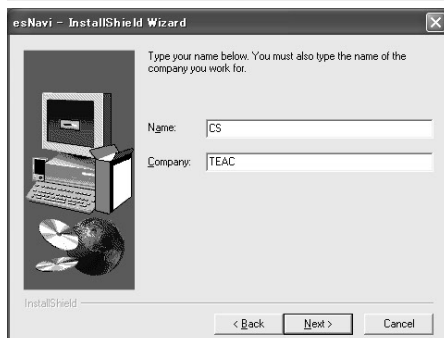 esNavi - InstallShield Wizard
Type your name below. You must also type the name of the
company you work for.
Name: CS
Company: TEAC
InstallShield
< Back Next > Cancel